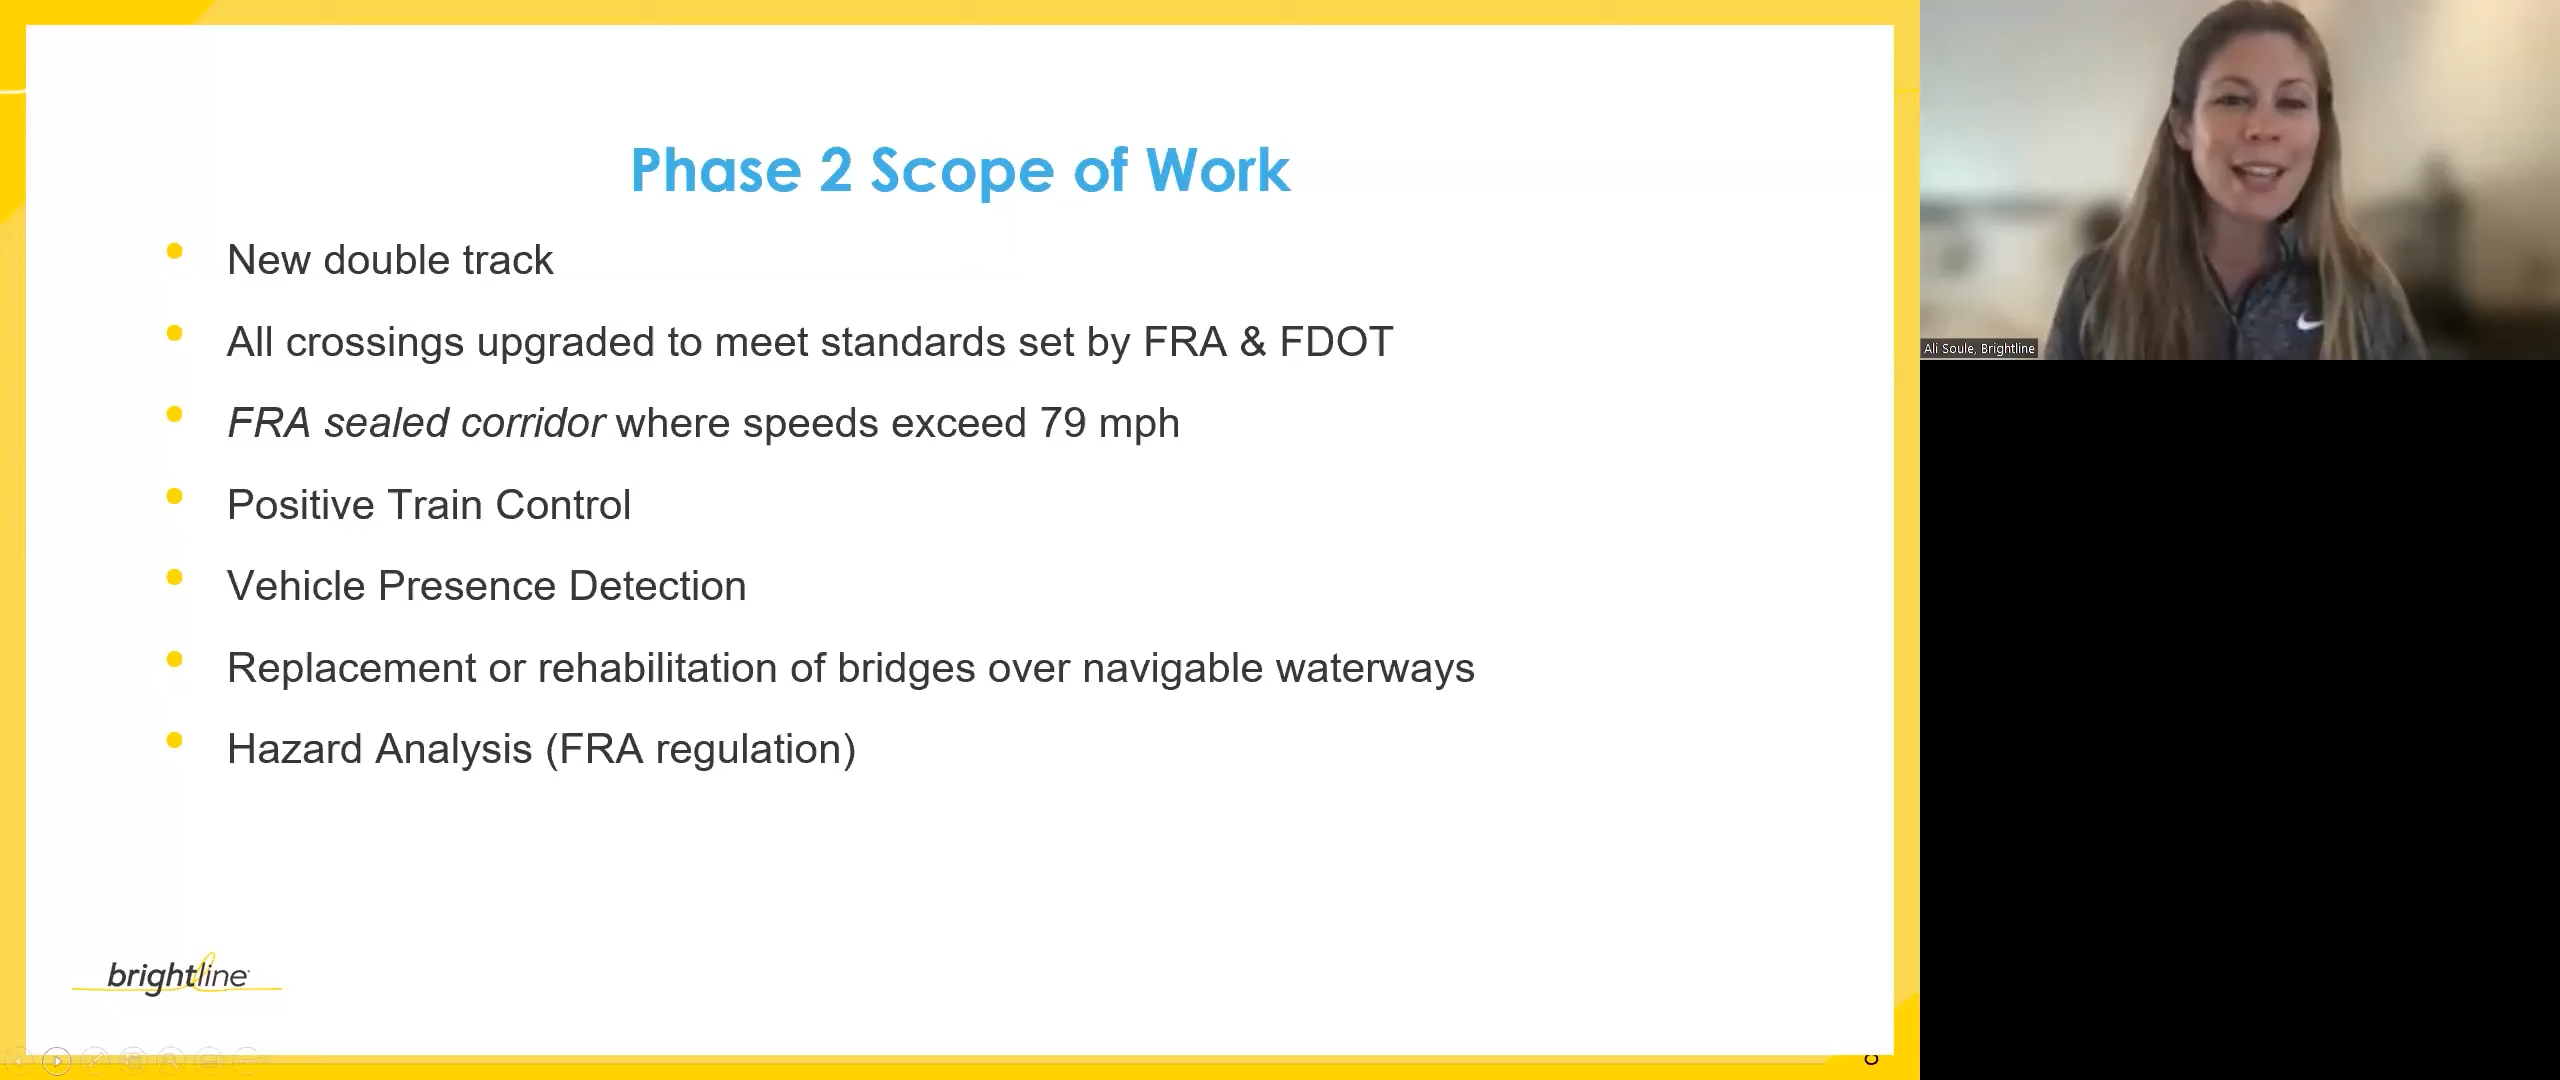 Phase 2 Scope of Work
New double track
All crossings upgraded to meet standards set by FRA & FDOT
FRA sealed corridor where speeds exceed 79 mph
Positive Train Control
Vehicle Presence Detection
Replacement or rehabilitation of bridges over navigable waterways
Hazard Analysis (FRA regulation)
brightline
Ali Soule, Brightline